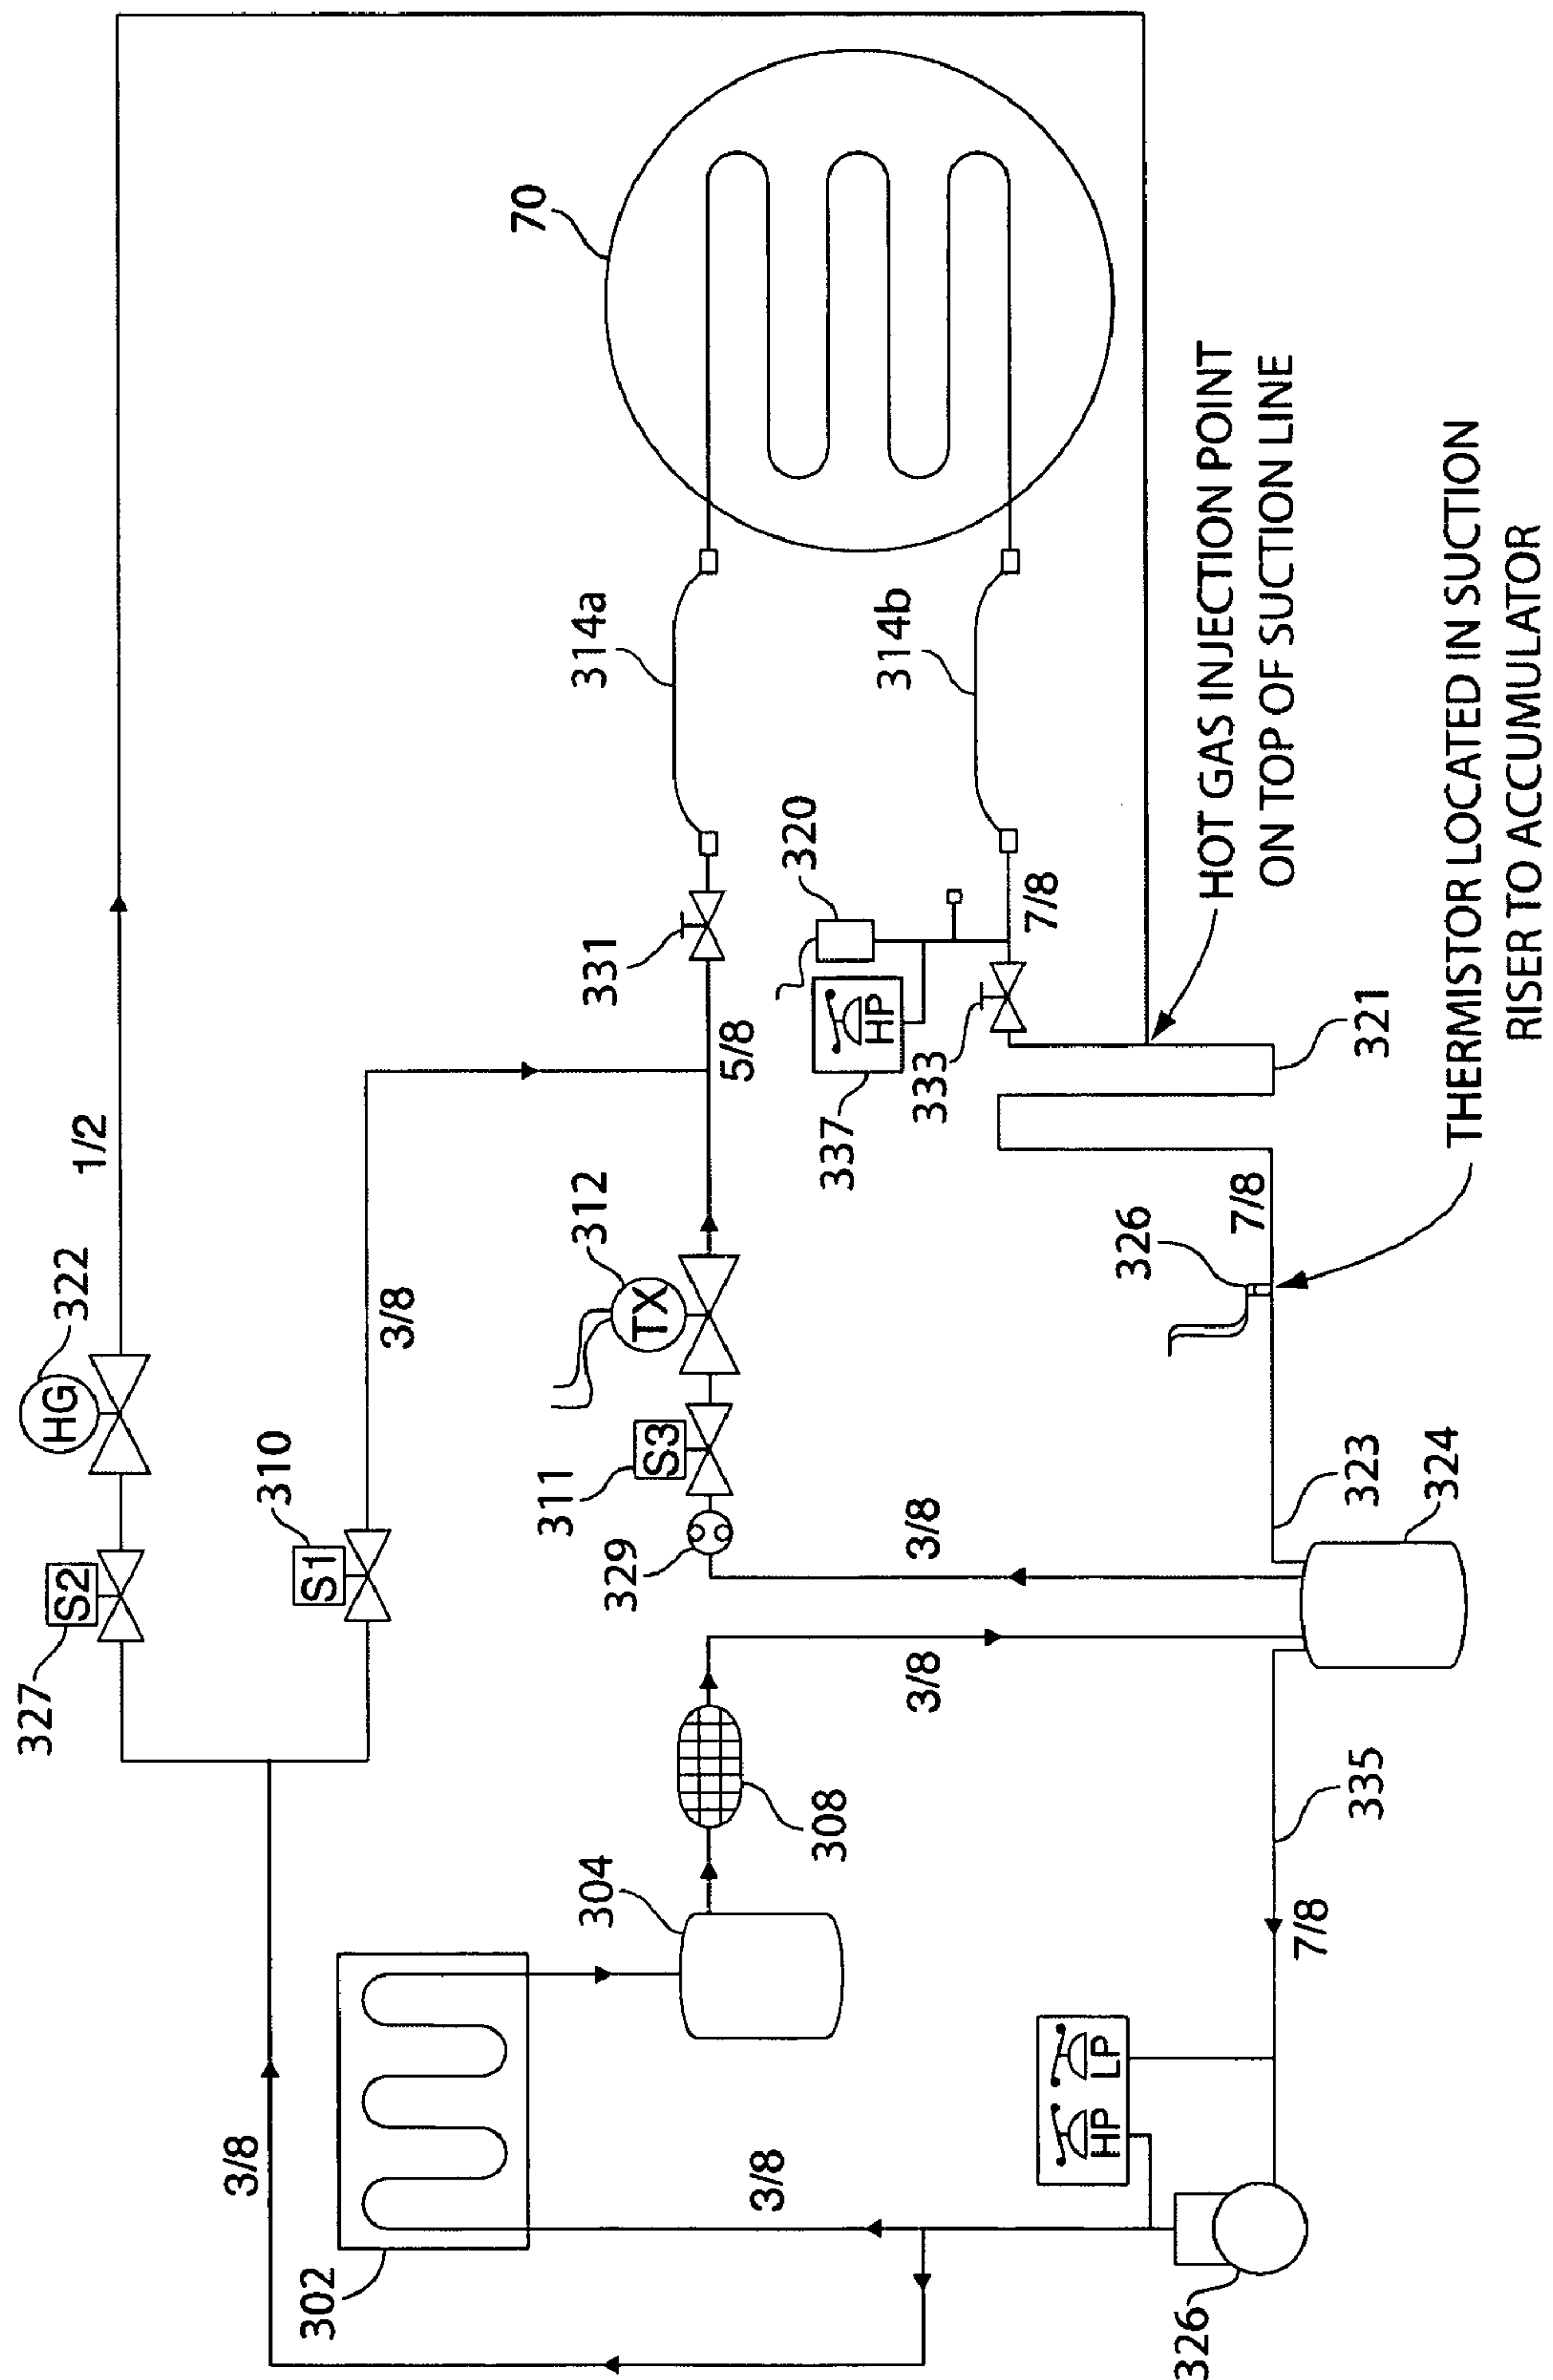 1/2
HG
322
S2
327
S1
310
3/8
3/8
70
314a
331
5/8
TX
312
S3
311
329
314b
320
7/8
HP
337
333
3/8
3/8
308
304
302
3/8
HOT GAS INJECTION POINT
ON TOP OF SUCTION LINE
321
7/8
326
THERMISTOR LOCATED IN SUCTION
RISER TO ACCUMULATOR
323
324
335
7/8
HP
LP
326